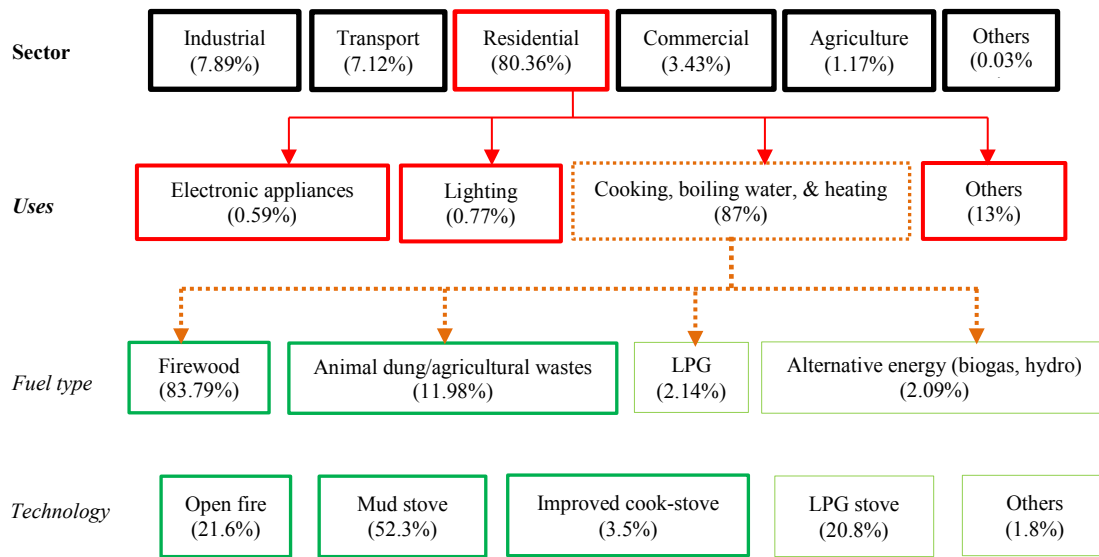 Sector
Industrial
(7.89%)
Transport
(7.12%)
Residential
(80.36%)
Commercial
(3.43%)
Agriculture
(1.17%)
Others
(0.03%
Uses
Electronic appliances
(0.59%)
Lighting
(0.77%)
Cooking, boiling water, & heating
(87%)
Others
(13%)
Fuel type
Firewood
(83.79%)
Animal dung/agricultural wastes
(11.98%)
LPG
(2.14%)
Alternative energy (biogas, hydro)
(2.09%)
Technology
Open fire
(21.6%)
Mud stove
(52.3%)
Improved cook-stove
(3.5%)
LPG stove
(20.8%)
Others
(1.8%)